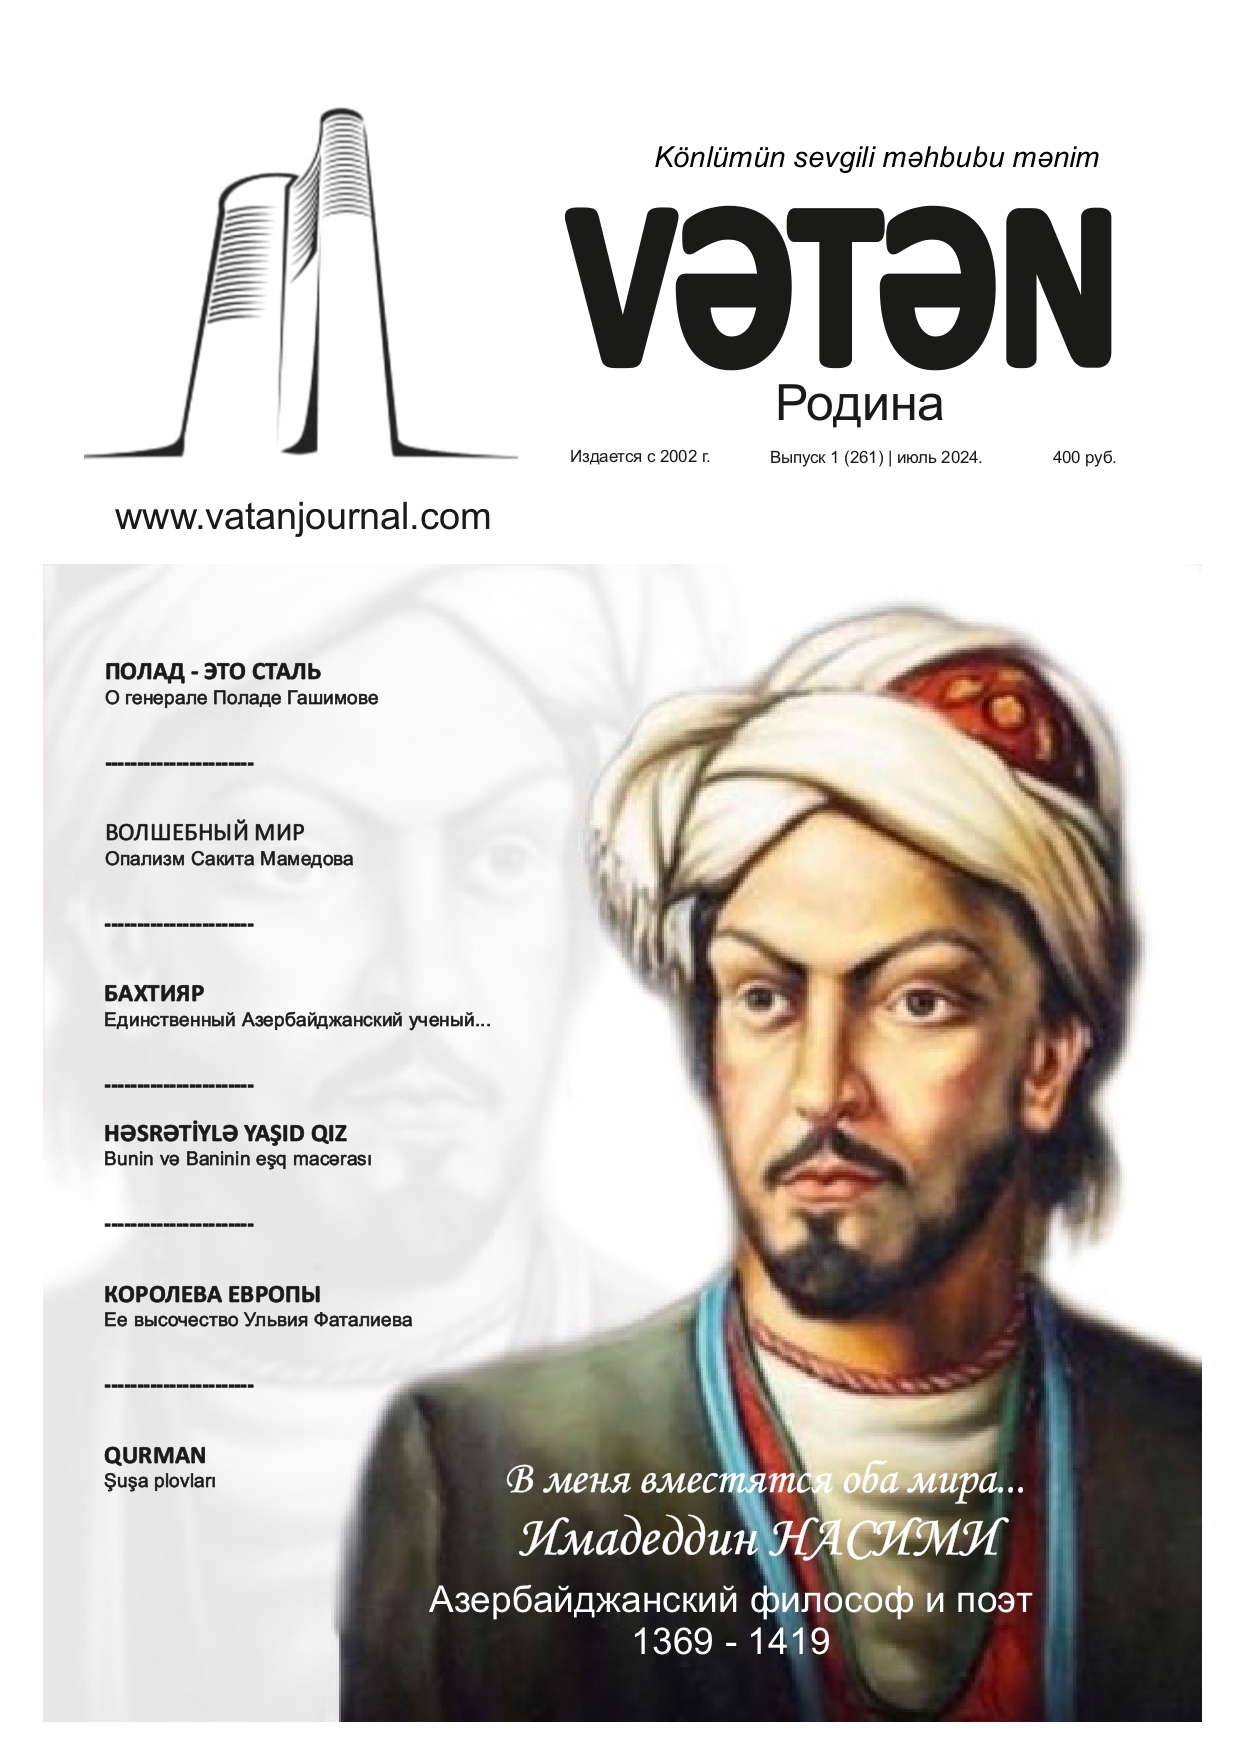 Könlümün sevgili məhbubu mənim
VƏTƏN
Родина
Издается с 2002 г.
Выпуск 1 (261) | июль 2024.
400 руб.
www.vatanjournal.com
ПОЛАД - ЭТО СТАЛЬ
О генерале Поладе Гашимове
-----------------------
ВОЛШЕБНЫЙ МИР
Опализм Сакита Мамедова
-----------------------
БАХТИЯР
Единственный Азербайджанский ученый...
-----------------------
HƏSRƏTİYLƏ YAŞID QIZ
Bunin və Baninin eşq macərası
-----------------------
КОРОЛЕВА ЕВРОПЫ
Ее высочество Ульвия Фаталиева
-----------------------
QURMAN
Şuşa plovları
В меня вместятся оба мира...
Имадеддин НАСИМИ
Азербайджанский философ и поэт
1369 - 1419